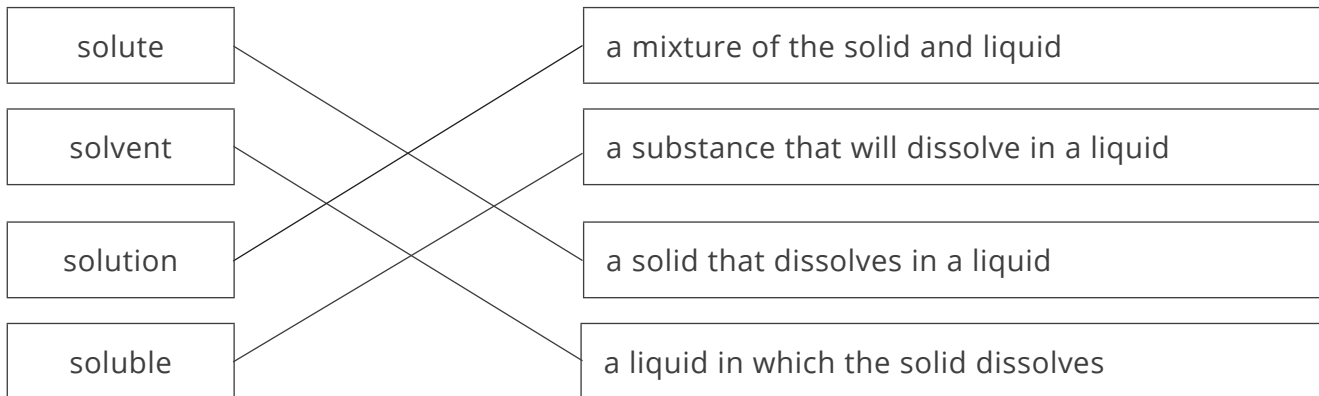 solute
a mixture of the solid and liquid
solvent
a substance that will dissolve in a liquid
solution
a solid that dissolves in a liquid
soluble
a liquid in which the solid dissolves